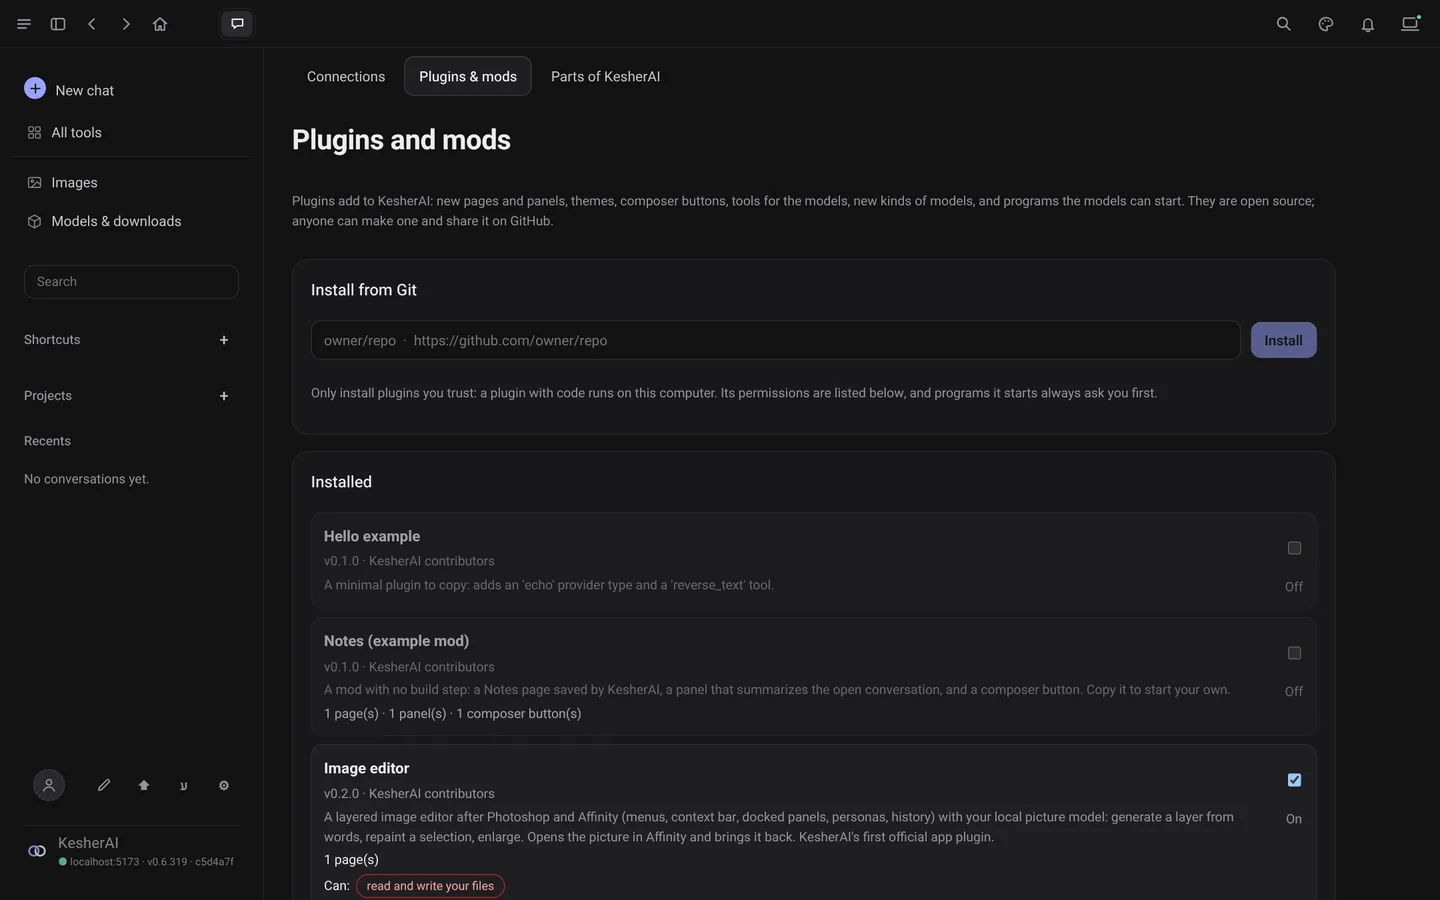 New chat
All tools
Images
Models & downloads
Search
Shortcuts
Projects
Recents
No conversations yet.
ע
KesherAI
localhost:5173 · v0.6.319 · c5d4a7f
Connections
Plugins & mods
Parts of KesherAI
Plugins and mods
Plugins add to KesherAI: new pages and panels, themes, composer buttons, tools for the models, new kinds of models, and programs the models can start. They are open source;
anyone can make one and share it on GitHub.
Install from Git
owner/repo · https://github.com/owner/repo
Install
Only install plugins you trust: a plugin with code runs on this computer. Its permissions are listed below, and programs it starts always ask you first.
Installed
Hello example
v0.1.0 · KesherAI contributors
A minimal plugin to copy: adds an 'echo' provider type and a 'reverse_text' tool.
Off
Notes (example mod)
v0.1.0 · KesherAI contributors
A mod with no build step: a Notes page saved by KesherAI, a panel that summarizes the open conversation, and a composer button. Copy it to start your own.
Off
1 page(s) · 1 panel(s) · 1 composer button(s)
Image editor
v0.2.0 · KesherAI contributors
A layered image editor after Photoshop and Affinity (menus, context bar, docked panels, personas, history) with your local picture model: generate a layer from
words, repaint a selection, enlarge. Opens the picture in Affinity and brings it back. KesherAI's first official app plugin.
On
1 page(s)
Can: read and write your files